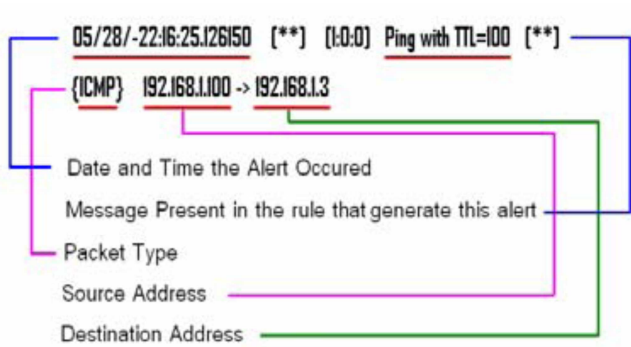 05/28/-22:16:25.126150 [**] [1:0:0] Ping with TTL=100 [**]
{ICMP} 192.168.1.100 -> 192.168.1.3
Date and Time the Alert Occured
Message Present in the rule that generate this alert
Packet Type
Source Address
Destination Address